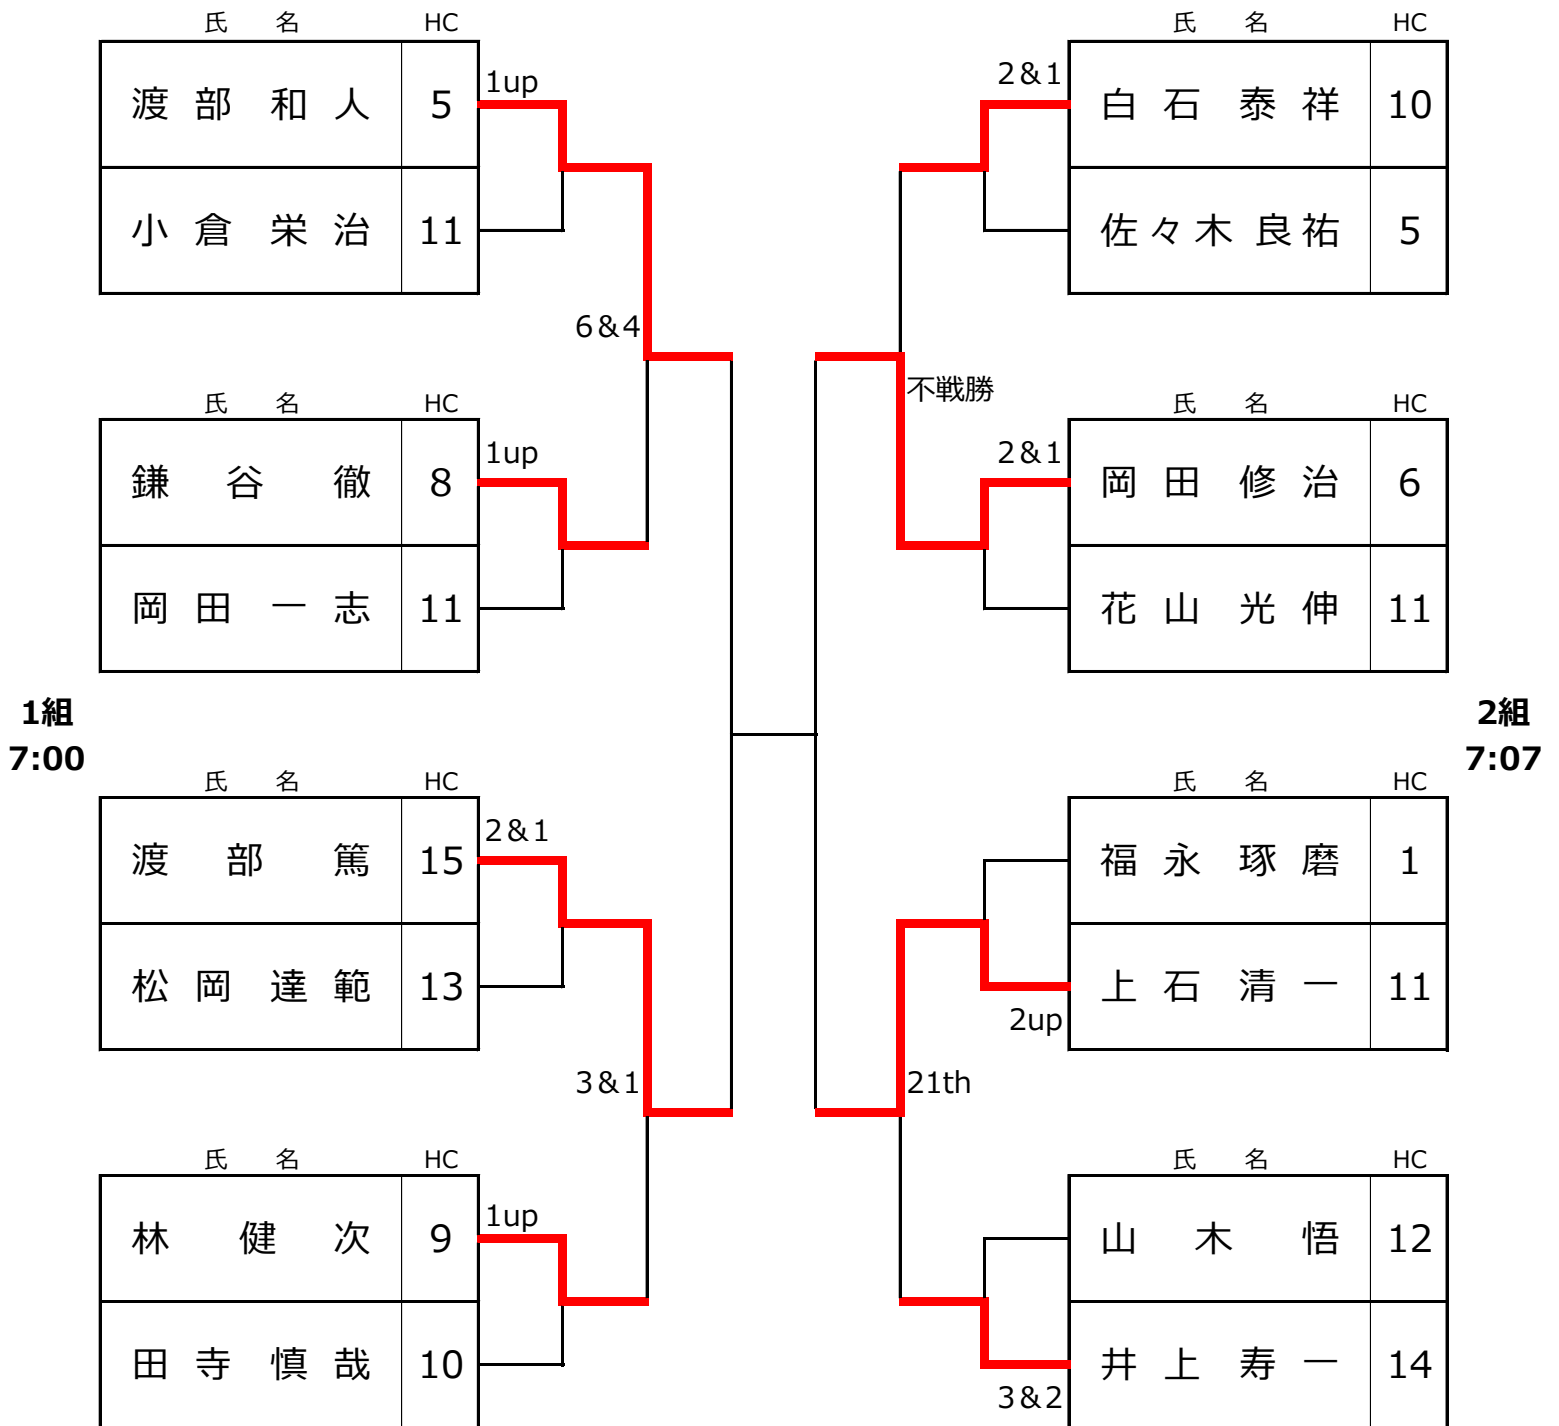 氏 名 HC
渡部 和人 5
1up
小倉 栄治 11
6&4
氏 名 HC
鎌谷 徹 8
1up
岡田 一志 11
1組
7:00
氏 名 HC
渡部 篤 15
2&1
松岡 達範 13
3&1
氏 名 HC
林 健次 9
1up
田寺 慎哉 10
氏 名 HC
2&1
白石 泰祥 10
佐々木 良祐 5
不戦勝
氏 名 HC
2&1
岡田 修治 6
花山 光伸 11
2組
7:07
氏 名 HC
福永 琢磨 1
上石 清一 11
2up
21th
氏 名 HC
山木 悟 12
井上 寿一 14
3&2